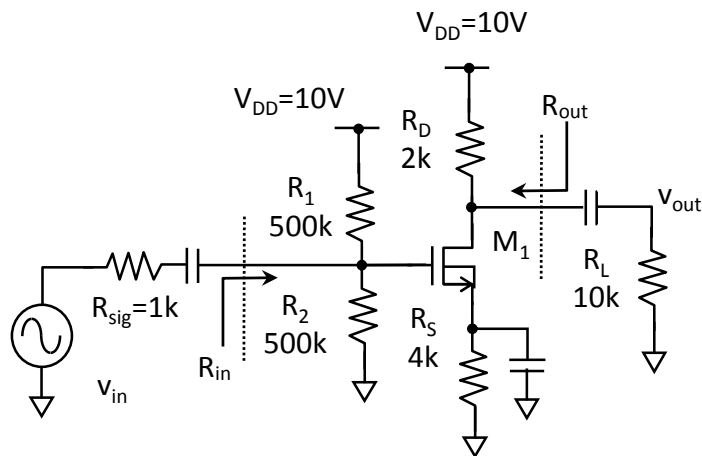 V_DD=10V
V_DD=10V
R_D
2k
R_out
R_1
500k
v_out
M_1
R_L
10k
R_sig=1k
R_2
500k
R_S
4k
R_in
v_in